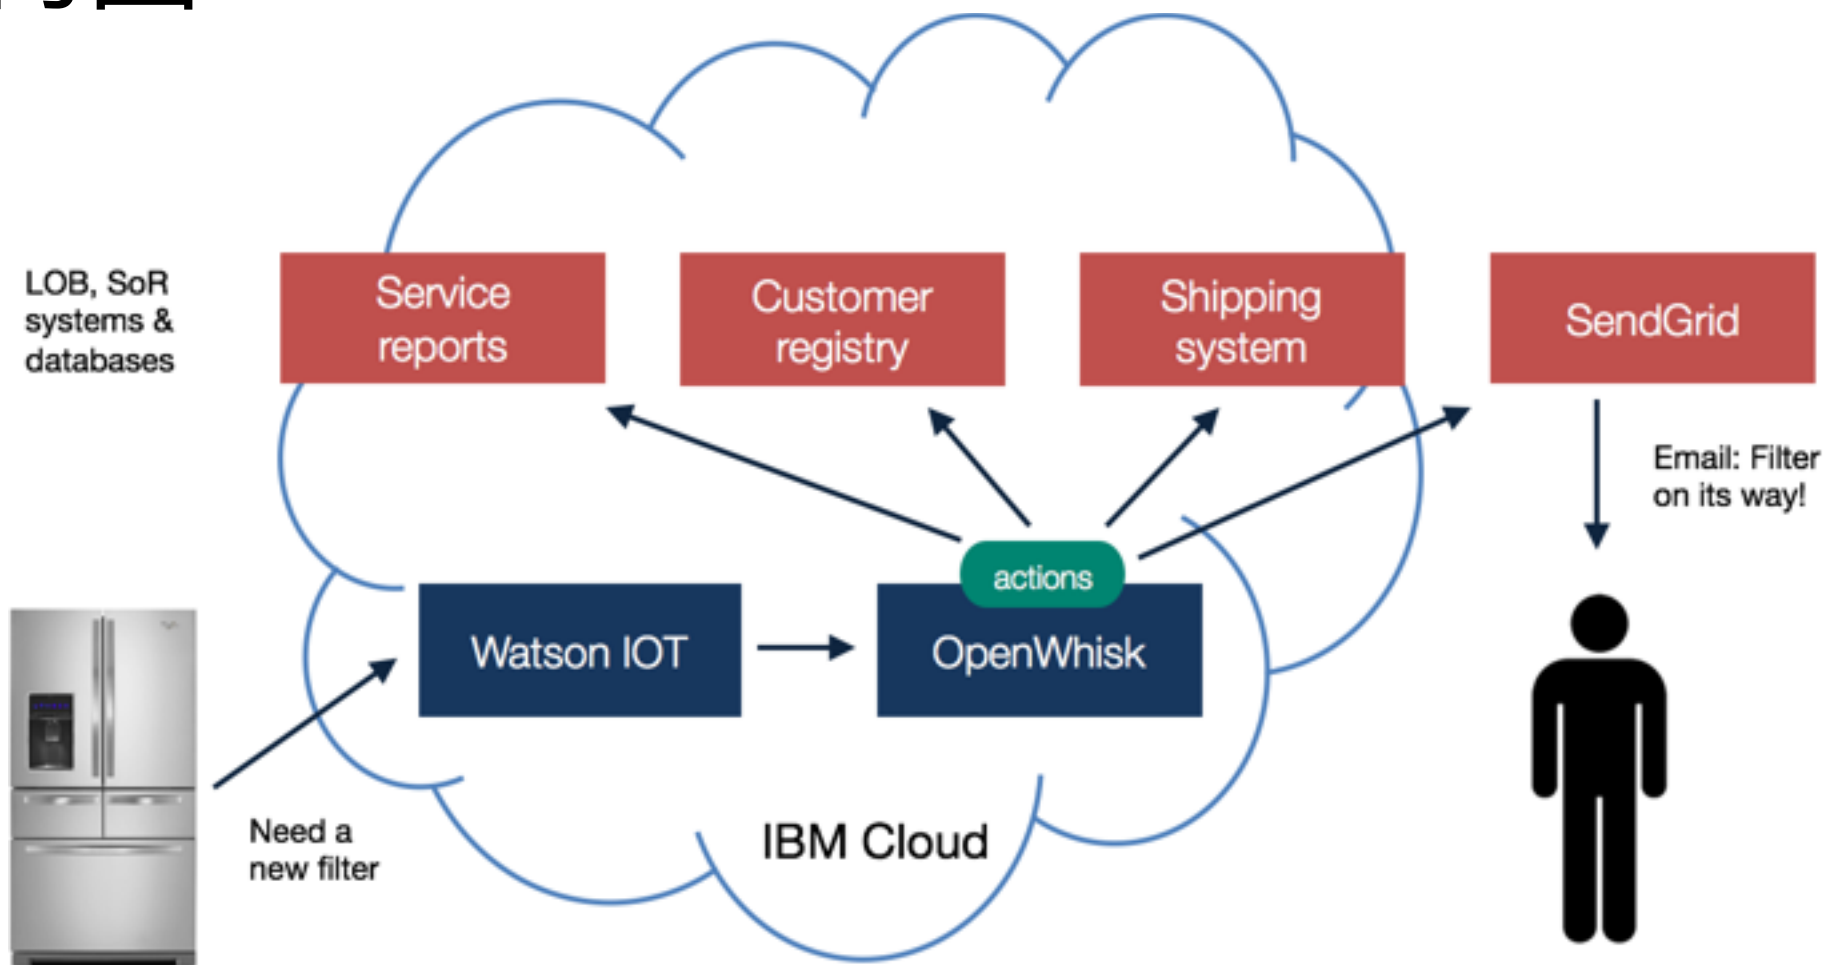 LOB, SoR
systems &
databases
Service
reports
Customer
registry
Shipping
system
SendGrid
Email: Filter
on its way!
actions
Watson IOT
OpenWhisk
Need a
new filter
IBM Cloud